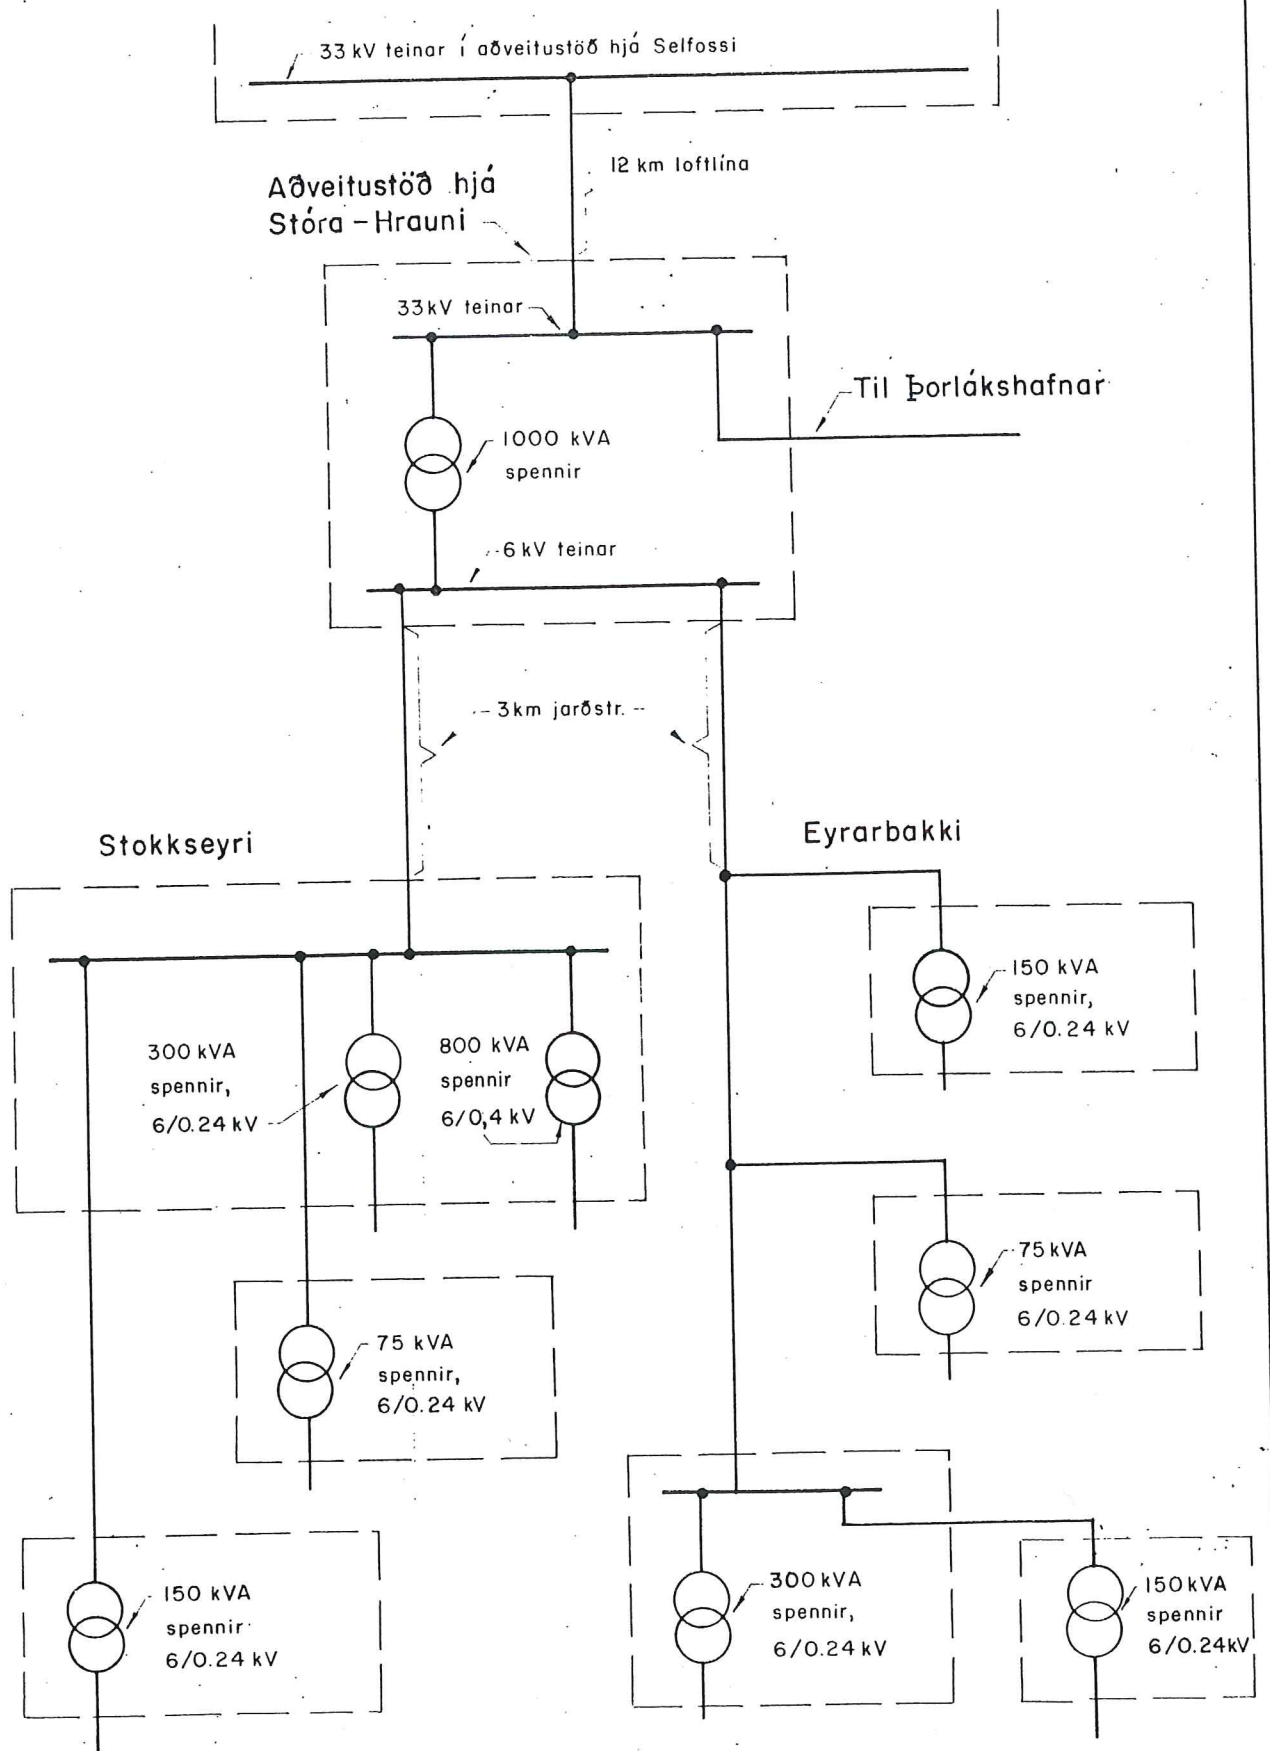 33 kV teinar í aðveitustöð hjá Selfossi
12 km loftlína
Aðveitustöð hjá
Stóra-Hrauni
33 kV teinar
Til Þorlákshafnar
1000 kVA
spennir
6 kV teinar
3 km jarðstr.
Stokkseyri
Eyrarbakki
150 kVA
spennir,
6/0.24 kV
300 kVA
spennir,
6/0.24 kV
800 kVA
spennir
6/0,4 kV
75 kVA
spennir
6/0.24 kV
75 kVA
spennir,
6/0.24 kV
150 kVA
spennir
6/0.24 kV
300 kVA
spennir,
6/0.24 kV
150 kVA
spennir
6/0.24 kV